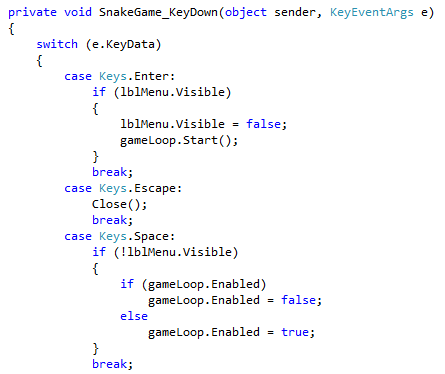 private void SnakeGame_KeyDown(object sender, KeyEventArgs e)
{
    switch (e.KeyData)
    {
        case Keys.Enter:
            if (lblMenu.Visible)
            {
                lblMenu.Visible = false;
                gameLoop.Start();
            }
            break;
        case Keys.Escape:
            Close();
            break;
        case Keys.Space:
            if (!lblMenu.Visible)
            {
                if (gameLoop.Enabled)
                    gameLoop.Enabled = false;
                else
                    gameLoop.Enabled = true;
            }
            break;